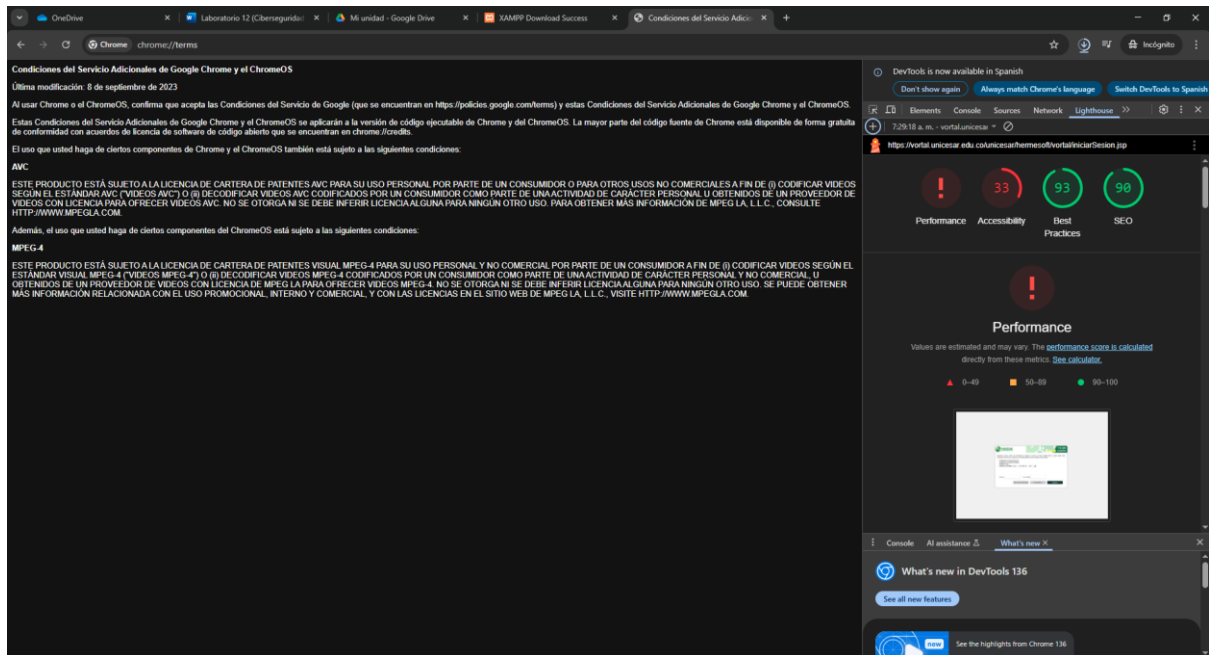 OneDrive
Laboratorio 12 (Ciberseguridad
Mi unidad - Google Drive
XAMPP Download Success
Condiciones del Servicio Adicio
Chrome
chrome://terms
Incógnito
Condiciones del Servicio Adicionales de Google Chrome y el ChromeOS
Última modificación: 8 de septiembre de 2023
Al usar Chrome o el ChromeOS, confirma que acepta las Condiciones del Servicio de Google (que se encuentran en https://policies.google.com/terms) y estas Condiciones del Servicio Adicionales de Google Chrome y el ChromeOS.
Estas Condiciones del Servicio Adicionales de Google Chrome y el ChromeOS se aplicarán a la versión de código ejecutable de Chrome y del ChromeOS. La mayor parte del código fuente de Chrome está disponible de forma gratuita
de conformidad con acuerdos de licencia de software de código abierto que se encuentran en chrome://credits.
El uso que usted haga de ciertos componentes de Chrome y el ChromeOS también está sujeto a las siguientes condiciones:
AVC
ESTE PRODUCTO ESTÁ SUJETO A LA LICENCIA DE CARTERA DE PATENTES AVC PARA SU USO PERSONAL POR PARTE DE UN CONSUMIDOR O PARA OTROS USOS NO COMERCIALES A FIN DE (i) CODIFICAR VIDEOS
SEGÚN EL ESTÁNDAR AVC ("VIDEOS AVC") O (ii) DECODIFICAR VIDEOS AVC CODIFICADOS POR UN CONSUMIDOR COMO PARTE DE UNA ACTIVIDAD DE CARÁCTER PERSONAL U OBTENIDOS DE UN PROVEEDOR DE
VIDEOS CON LICENCIA PARA OFRECER VIDEOS AVC. NO SE OTORGA NI SE DEBE INFERIR LICENCIA ALGUNA PARA NINGÚN OTRO USO. PARA OBTENER MÁS INFORMACIÓN DE MPEG LA, L.L.C., CONSULTE
HTTP://WWW.MPEGLA.COM.
Además, el uso que usted haga de ciertos componentes del ChromeOS está sujeto a las siguientes condiciones:
MPEG-4
ESTE PRODUCTO ESTÁ SUJETO A LA LICENCIA DE CARTERA DE PATENTES VISUAL MPEG-4 PARA SU USO PERSONAL Y NO COMERCIAL POR PARTE DE UN CONSUMIDOR A FIN DE (i) CODIFICAR VIDEOS SEGÚN EL
ESTÁNDAR VISUAL MPEG-4 ("VIDEOS MPEG-4") O (ii) DECODIFICAR VIDEOS MPEG-4 CODIFICADOS POR UN CONSUMIDOR COMO PARTE DE UNA ACTIVIDAD DE CARÁCTER PERSONAL Y NO COMERCIAL, U
OBTENIDOS DE UN PROVEEDOR DE VIDEOS CON LICENCIA DE MPEG LA PARA OFRECER VIDEOS MPEG-4. NO SE OTORGA NI SE DEBE INFERIR LICENCIA ALGUNA PARA NINGÚN OTRO USO. SE PUEDE OBTENER
MÁS INFORMACIÓN RELACIONADA CON EL USO PROMOCIONAL, INTERNO Y COMERCIAL, Y CON LAS LICENCIAS EN EL SITIO WEB DE MPEG LA, L.L.C., VISITE HTTP://WWW.MPEGLA.COM.
DevTools is now available in Spanish
Don't show again
Always match Chrome's language
Switch DevTools to Spanish
Elements
Console
Sources
Network
Lighthouse
7:29:18 a. m. - vortal.unicesar
https://vortal.unicesar.edu.co/unicesar/hermesoft/vortal/iniciarSesion.jsp
33
93
90
Performance
Accessibility
Best
Practices
SEO
Performance
Values are estimated and may vary. The performance score is calculated
directly from these metrics. See calculator.
0–49
50–89
90–100
Console
AI assistance
What's new
What's new in DevTools 136
See all new features
new
See the highlights from Chrome 136